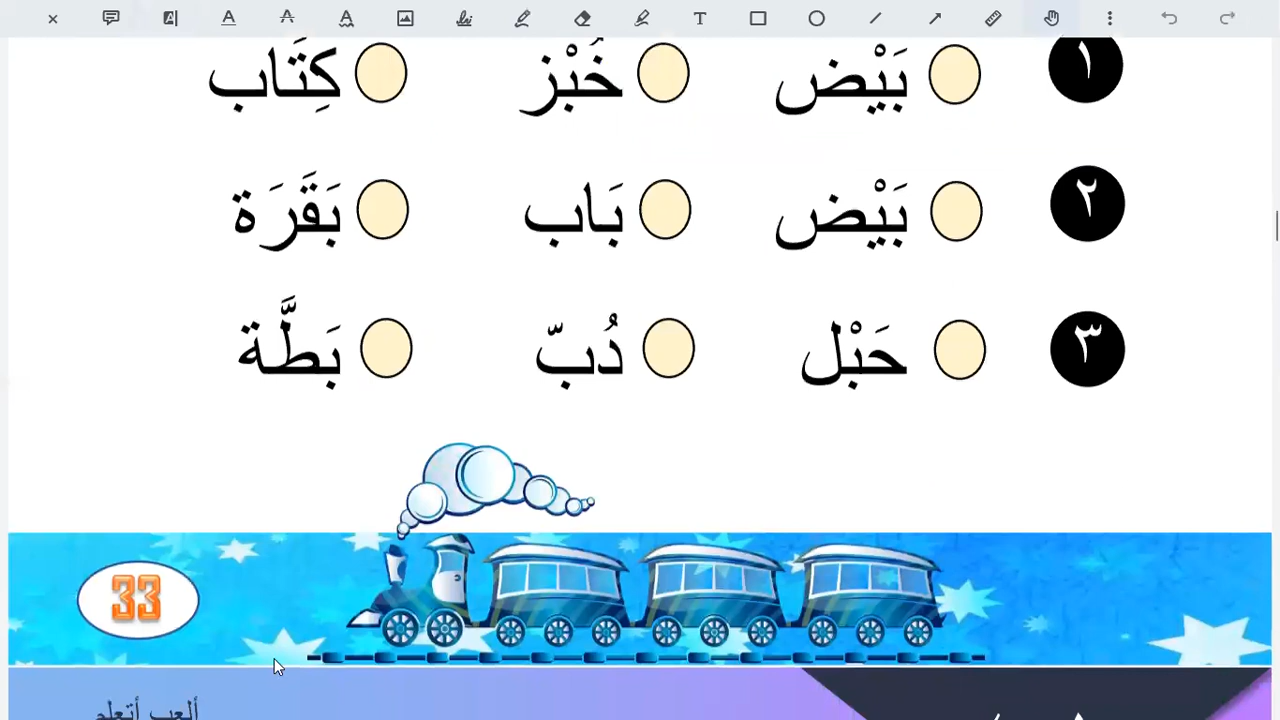 ١ بَيْض خُبْز كِتَاب
٢ بَيْض بَاب بَقَرَة
٣ حَبْل دُبّ بَطَّة
33
ألعب أتعلم